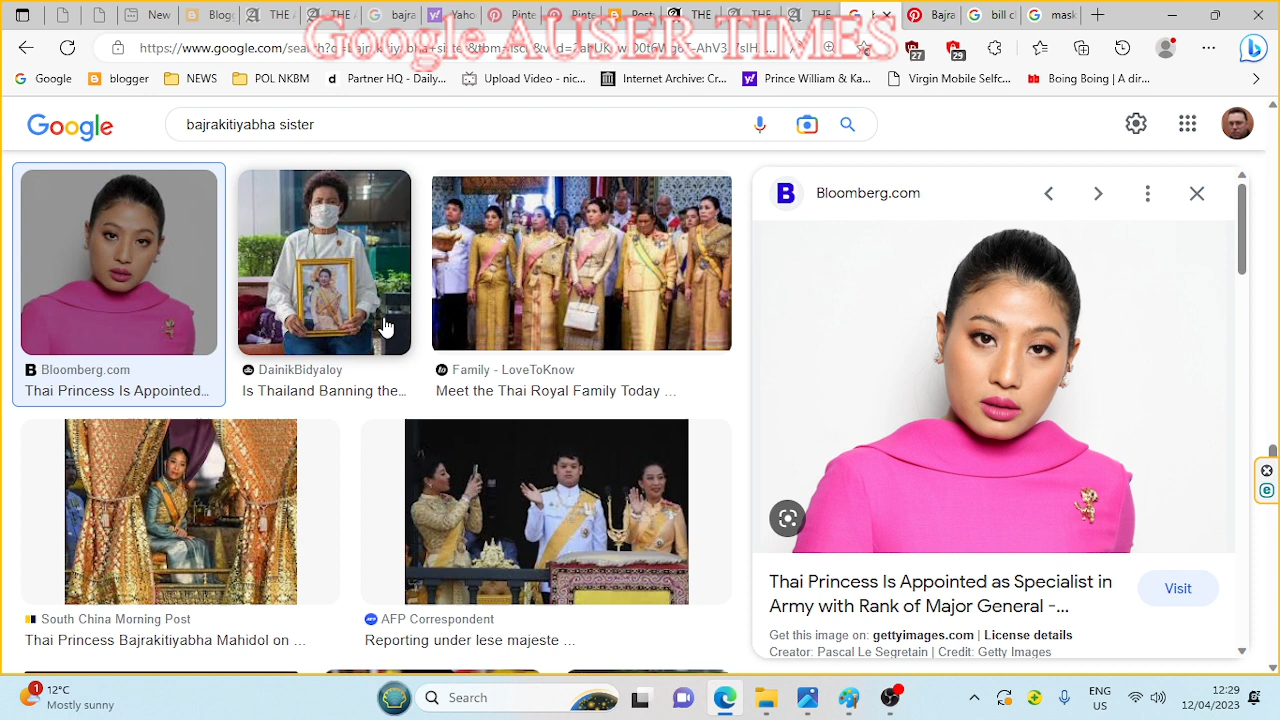 New
Blogg
THE A
THE A
bajra
Yaho
Pinte
Pinte
Poste
THE
THE
THE
Bajra
bill c
mask
Google AUSER TIMES
27
29
Google
blogger
NEWS
POL NKBM
Partner HQ - Daily...
Upload Video - nic...
Internet Archive: Cr...
Prince William & Ka...
Virgin Mobile Selfc...
Boing Boing | A dir...
Google
bajrakitiyabha sister
B Bloomberg.com
Bloomberg.com
DainikBidyaloy
Family - LoveToKnow
Thai Princess Is Appointed...
Is Thailand Banning the...
Meet the Thai Royal Family Today ...
South China Morning Post
AFP Correspondent
Thai Princess Bajrakitiyabha Mahidol on ...
Reporting under lese majeste ...
Thai Princess Is Appointed as Specialist in
Army with Rank of Major General -...
Visit
Get this image on: gettyimages.com | License details
Creator: Pascal Le Segretain | Credit: Getty Images
1
12°C
Mostly sunny
Search
ENG
US
12:29
12/04/2023